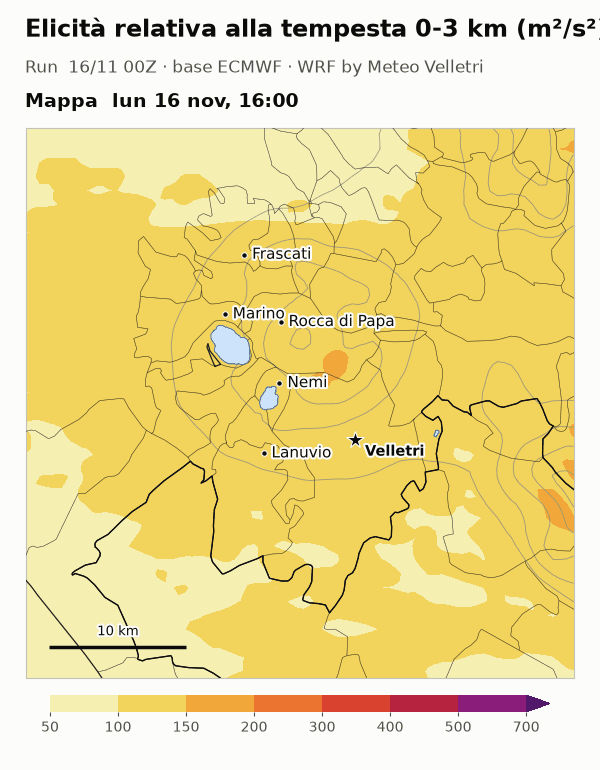 Elicità relativa alla tempesta 0-3 km (m²/s²)
Run 16/11 00Z · base ECMWF · WRF by Meteo Velletri
Mappa lun 16 nov, 16:00
Frascati
Marino
Rocca di Papa
Nemi
Velletri
Lanuvio
10 km
50 100 150 200 300 400 500 700